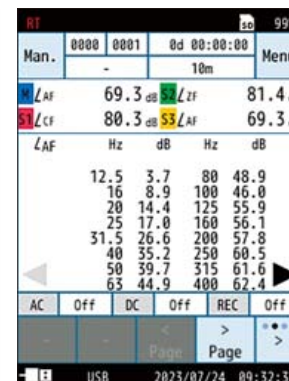 RT SD 99
Man. 0000 0001 0d 00:00:00 Men
- 10m
M LAF 69.3 dB S2 LZF 81.4
S1 LCF 80.3 dB S3 LAF 69.3
LAF Hz dB Hz dB
12.5 3.7 80 48.9
16 8.9 100 46.0
20 14.4 125 55.9
25 17.0 160 56.1
31.5 26.6 200 57.8
40 35.2 250 60.5
50 39.7 315 61.6
63 44.9 400 62.4
AC Off DC Off REC Off
- - < Page > Page >
USB 2023/07/24 09:32:3